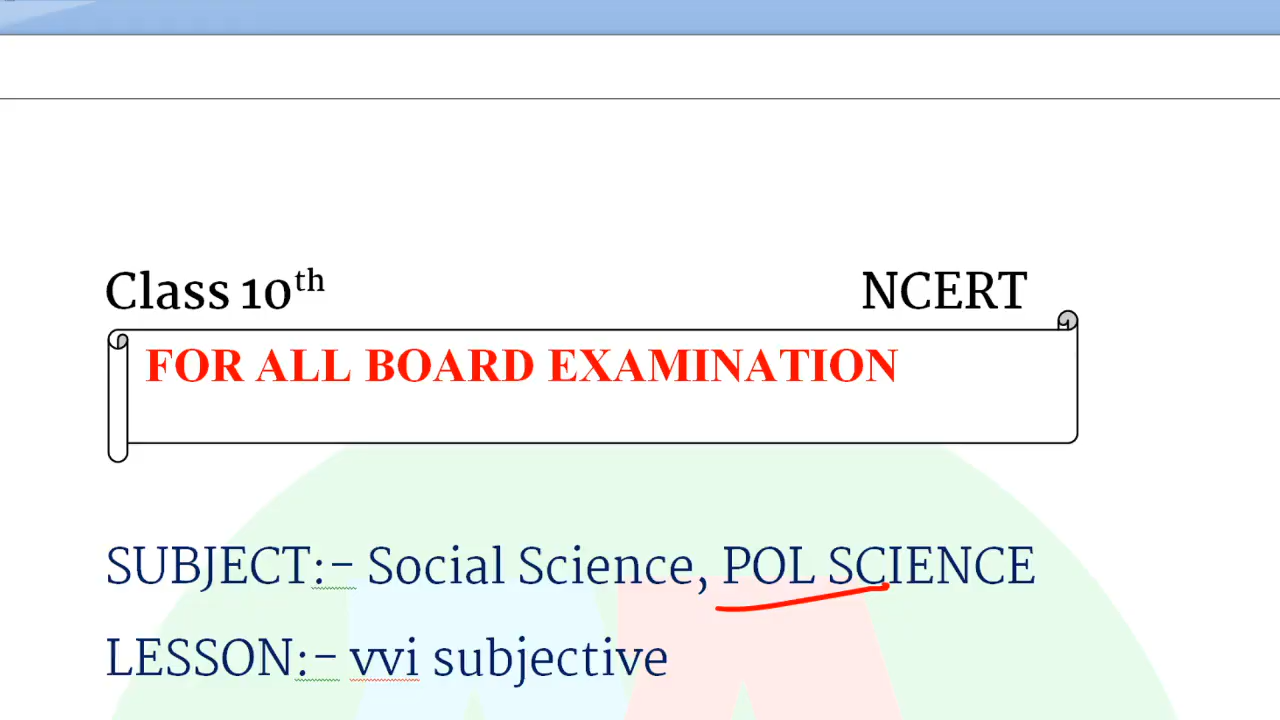 Class 10th NCERT
FOR ALL BOARD EXAMINATION
SUBJECT:- Social Science, POL SCIENCE
LESSON:- vvi subjective